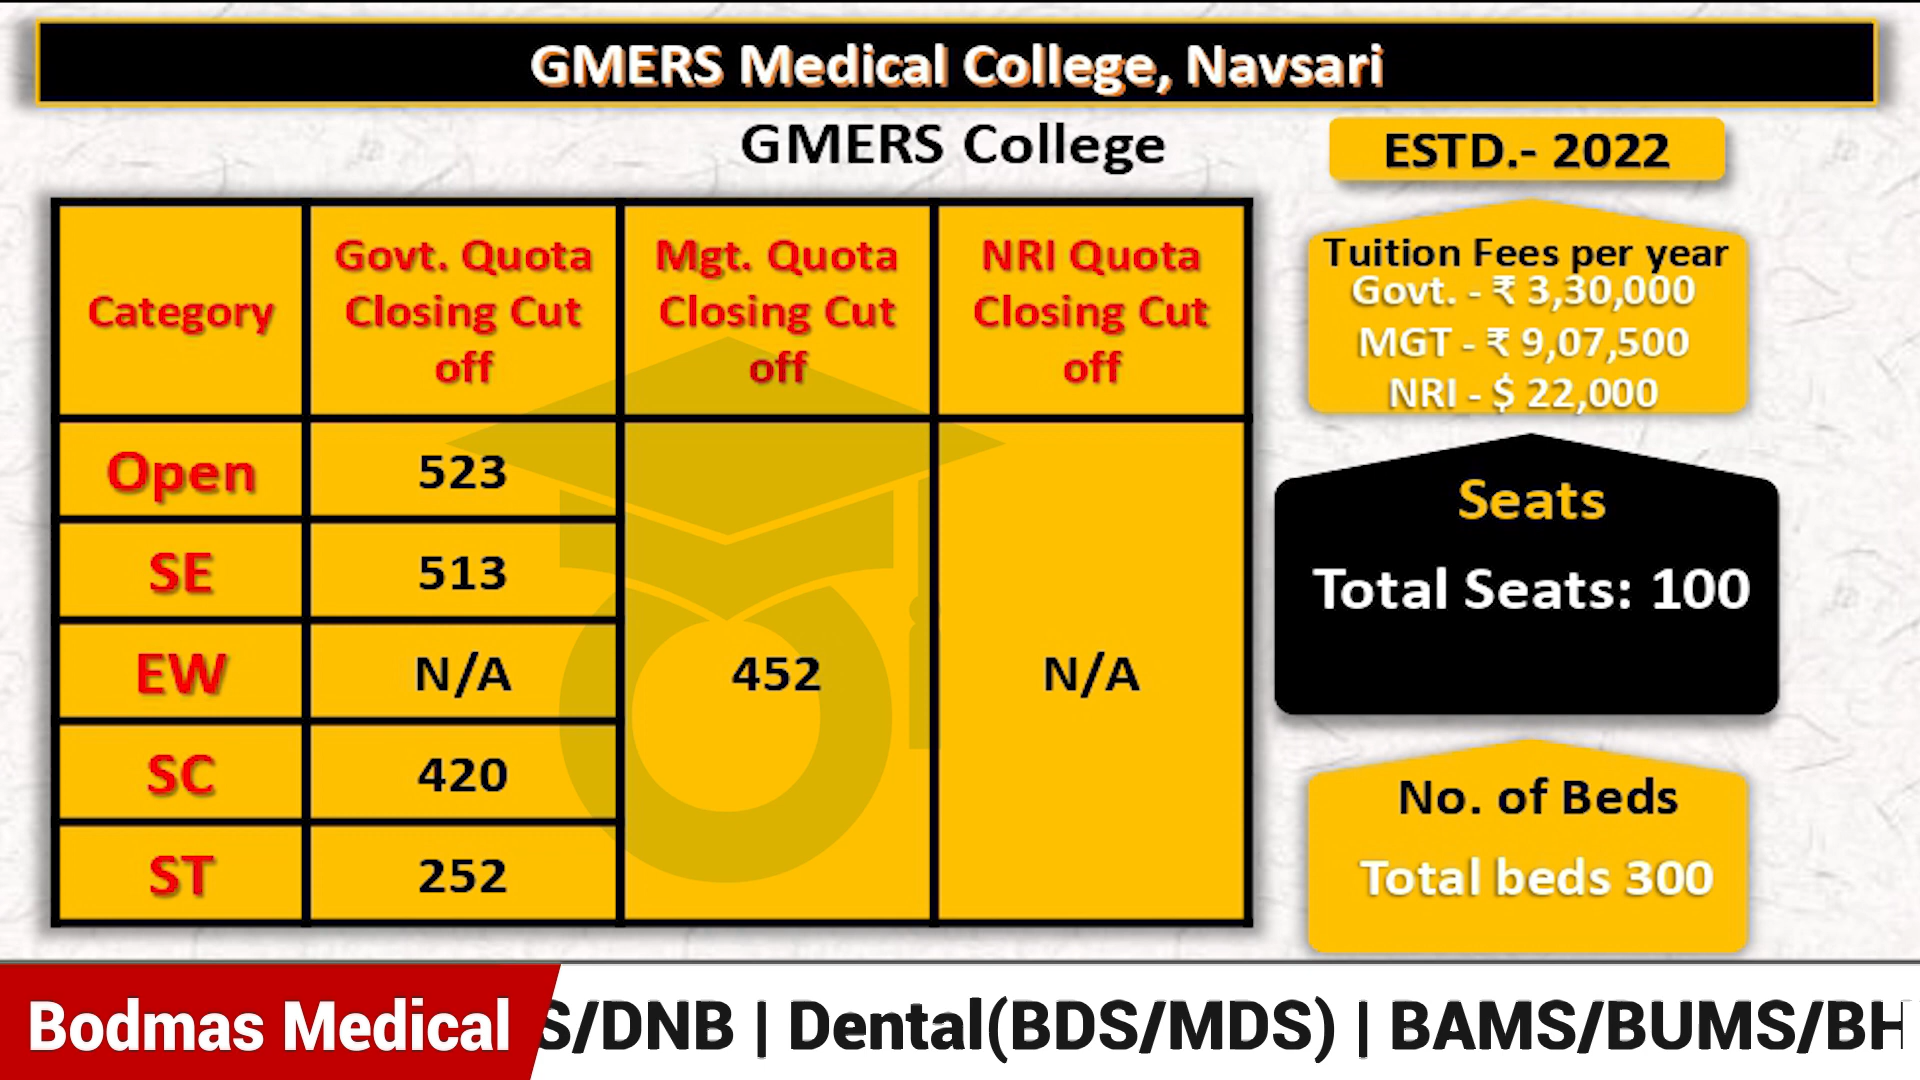 GMERS Medical College, Navsari
GMERS College
ESTD.- 2022
Category
Govt. Quota
Closing Cut
off
Mgt. Quota
Closing Cut
off
NRI Quota
Closing Cut
off
Open
523
SE
513
EW
N/A
SC
420
ST
252
452
N/A
Tuition Fees per year
Govt. - ₹ 3,30,000
MGT - ₹ 9,07,500
NRI - $ 22,000
Seats
Total Seats: 100
No. of Beds
Total beds 300
Bodmas Medical
S/DNB | Dental(BDS/MDS) | BAMS/BUMS/BH